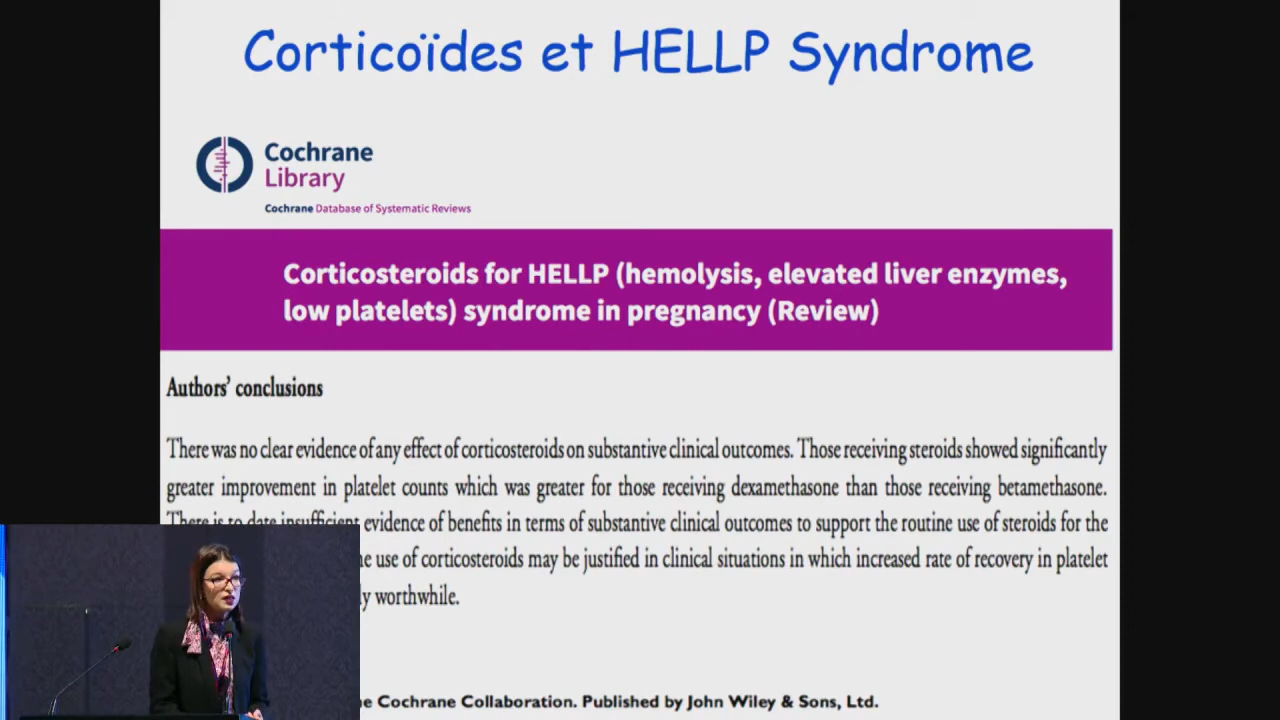 Corticoïdes et HELLP Syndrome
Cochrane
Library
Cochrane Database of Systematic Reviews
Corticosteroids for HELLP (hemolysis, elevated liver enzymes,
low platelets) syndrome in pregnancy (Review)
Authors' conclusions
There was no clear evidence of any effect of corticosteroids on substantive clinical outcomes. Those receiving steroids showed significantly
greater improvement in platelet counts which was greater for those receiving dexamethasone than those receiving betamethasone.
There is to date insufficient evidence of benefits in terms of substantive clinical outcomes to support the routine use of steroids for the
use of corticosteroids may be justified in clinical situations in which increased rate of recovery in platelet
worthwhile.
Cochrane Collaboration. Published by John Wiley & Sons, Ltd.